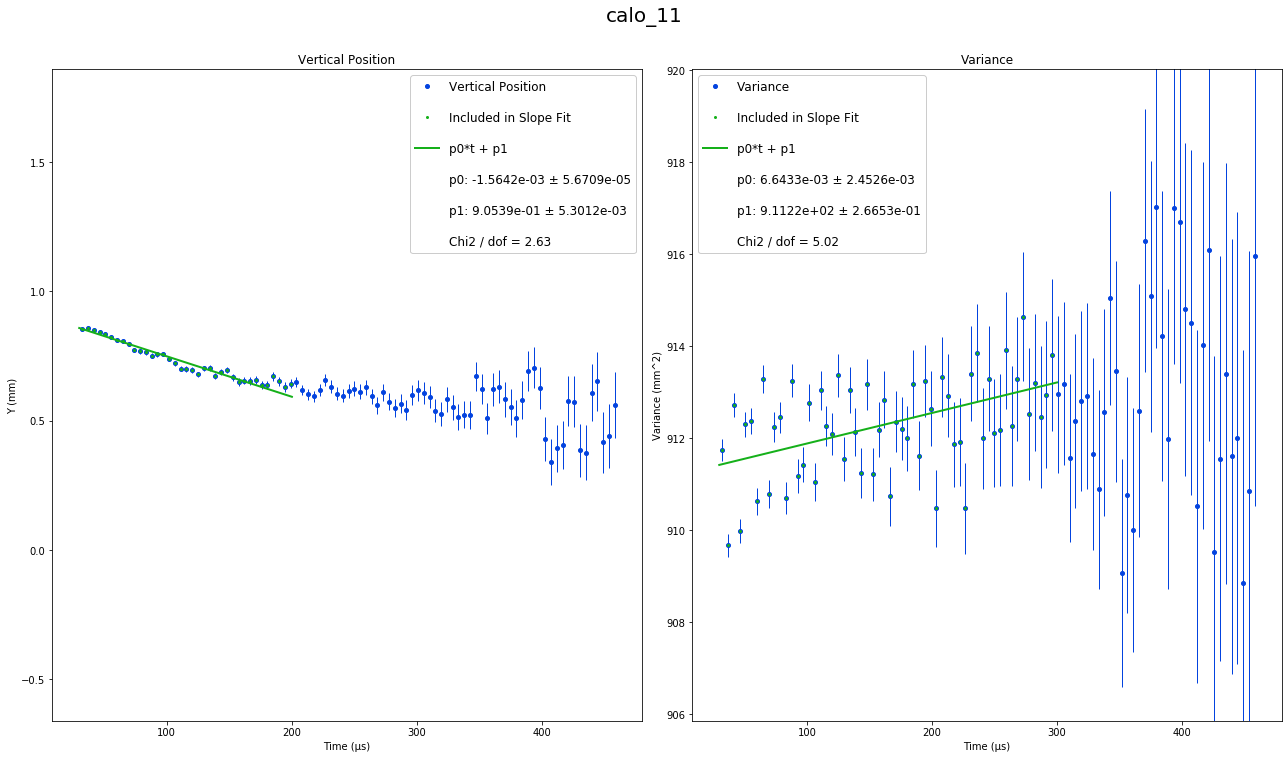 calo_11
Vertical Position
Vertical Position
Included in Slope Fit
p0*t + p1
p0: -1.5642e-03 ± 5.6709e-05
p1: 9.0539e-01 ± 5.3012e-03
Chi2 / dof = 2.63
1.5
1.0
0.5
0.0
−0.5
Y (mm)
100 200 300 400
Time (µs)
Variance
Variance
Included in Slope Fit
p0*t + p1
p0: 6.6433e-03 ± 2.4526e-03
p1: 9.1122e+02 ± 2.6653e-01
Chi2 / dof = 5.02
920
918
916
914
912
910
908
906
Variance (mm^2)
100 200 300 400
Time (µs)